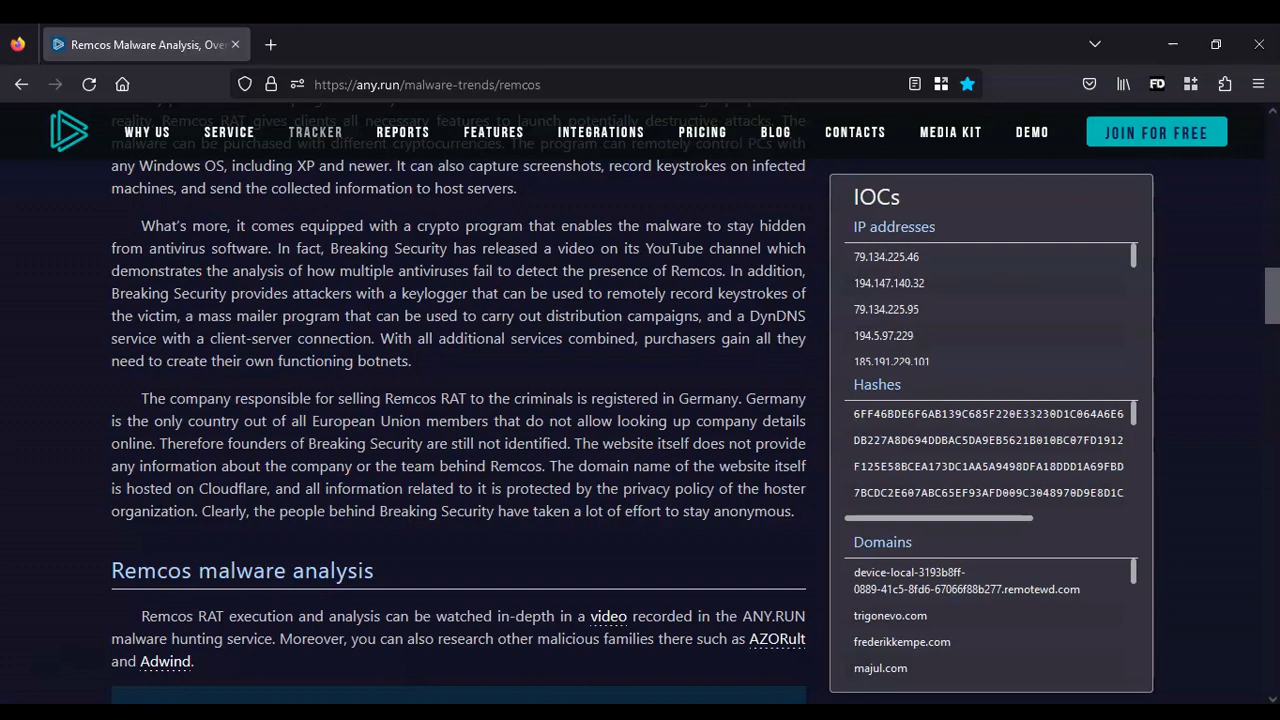 Remcos Malware Analysis, Ove
https://any.run/malware-trends/remcos
FD
WHY US SERVICE TRACKER REPORTS FEATURES INTEGRATIONS PRICING BLOG CONTACTS MEDIA KIT DEMO JOIN FOR FREE
reality. Remcos RAT gives clients all necessary features to launch potentially destructive attacks. The
malware can be purchased with different cryptocurrencies. The program can remotely control PCs with
any Windows OS, including XP and newer. It can also capture screenshots, record keystrokes on infected
machines, and send the collected information to host servers.
What's more, it comes equipped with a crypto program that enables the malware to stay hidden
from antivirus software. In fact, Breaking Security has released a video on its YouTube channel which
demonstrates the analysis of how multiple antiviruses fail to detect the presence of Remcos. In addition,
Breaking Security provides attackers with a keylogger that can be used to remotely record keystrokes of
the victim, a mass mailer program that can be used to carry out distribution campaigns, and a DynDNS
service with a client-server connection. With all additional services combined, purchasers gain all they
need to create their own functioning botnets.
The company responsible for selling Remcos RAT to the criminals is registered in Germany. Germany
is the only country out of all European Union members that do not allow looking up company details
online. Therefore founders of Breaking Security are still not identified. The website itself does not provide
any information about the company or the team behind Remcos. The domain name of the website itself
is hosted on Cloudflare, and all information related to it is protected by the privacy policy of the hoster
organization. Clearly, the people behind Breaking Security have taken a lot of effort to stay anonymous.
Remcos malware analysis
Remcos RAT execution and analysis can be watched in-depth in a video recorded in the ANY.RUN
malware hunting service. Moreover, you can also research other malicious families there such as AZORult
and Adwind.
IOCs
IP addresses
79.134.225.46
194.147.140.32
79.134.225.95
194.5.97.229
185.191.229.101
Hashes
6FF46BDE6F6AB139C685F220E33230D1C064A6E6
DB227A8D694DDBAC5DA9EB5621B010BC07FD1912
F125E58BCEA173DC1AA5A9498DFA18DDD1A69FBD
7BCDC2E607ABC65EF93AFD009C3048970D9E8D1C
Domains
device-local-3193b8ff-
0889-41c5-8fd6-67066f88b277.remotewd.com
trigonevo.com
frederikkempe.com
majul.com